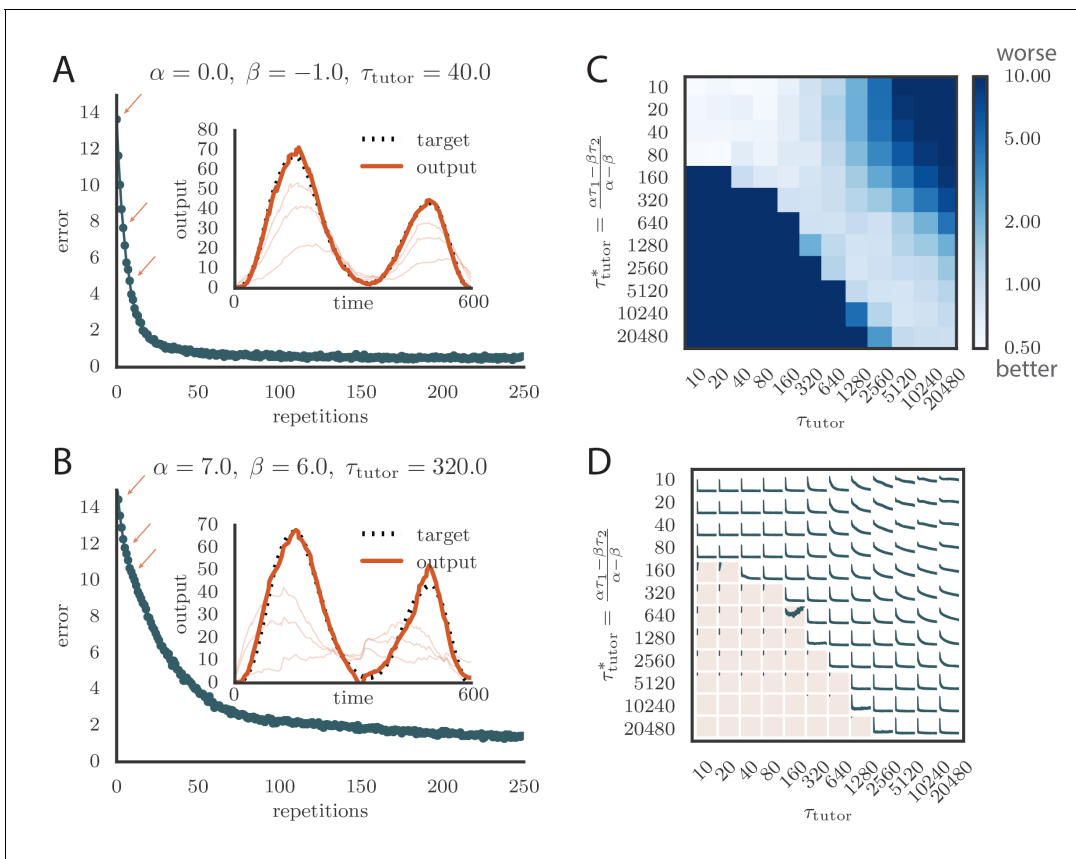 A
α = 0.0, β = −1.0, τ_tutor = 40.0
error
14
12
10
8
6
4
2
0
0 50 100 150 200 250
repetitions
output
80
70
60
50
40
30
20
10
0
target
output
0 time 600
B
α = 7.0, β = 6.0, τ_tutor = 320.0
error
14
12
10
8
6
4
2
0
0 50 100 150 200 250
repetitions
output
70
60
50
40
30
20
10
0
target
output
0 time 600
C
τ*_tutor = (ατ₁−βτ₂)/(α−β)
10
20
40
80
160
320
640
1280
2560
5120
10240
20480
10 20 40 80 160 320 640 1280 2560 5120 10240 20480
τ_tutor
worse
10.00
5.00
2.00
1.00
0.50
better
D
τ*_tutor = (ατ₁−βτ₂)/(α−β)
10
20
40
80
160
320
640
1280
2560
5120
10240
20480
10 20 40 80 160 320 640 1280 2560 5120 10240 20480
τ_tutor